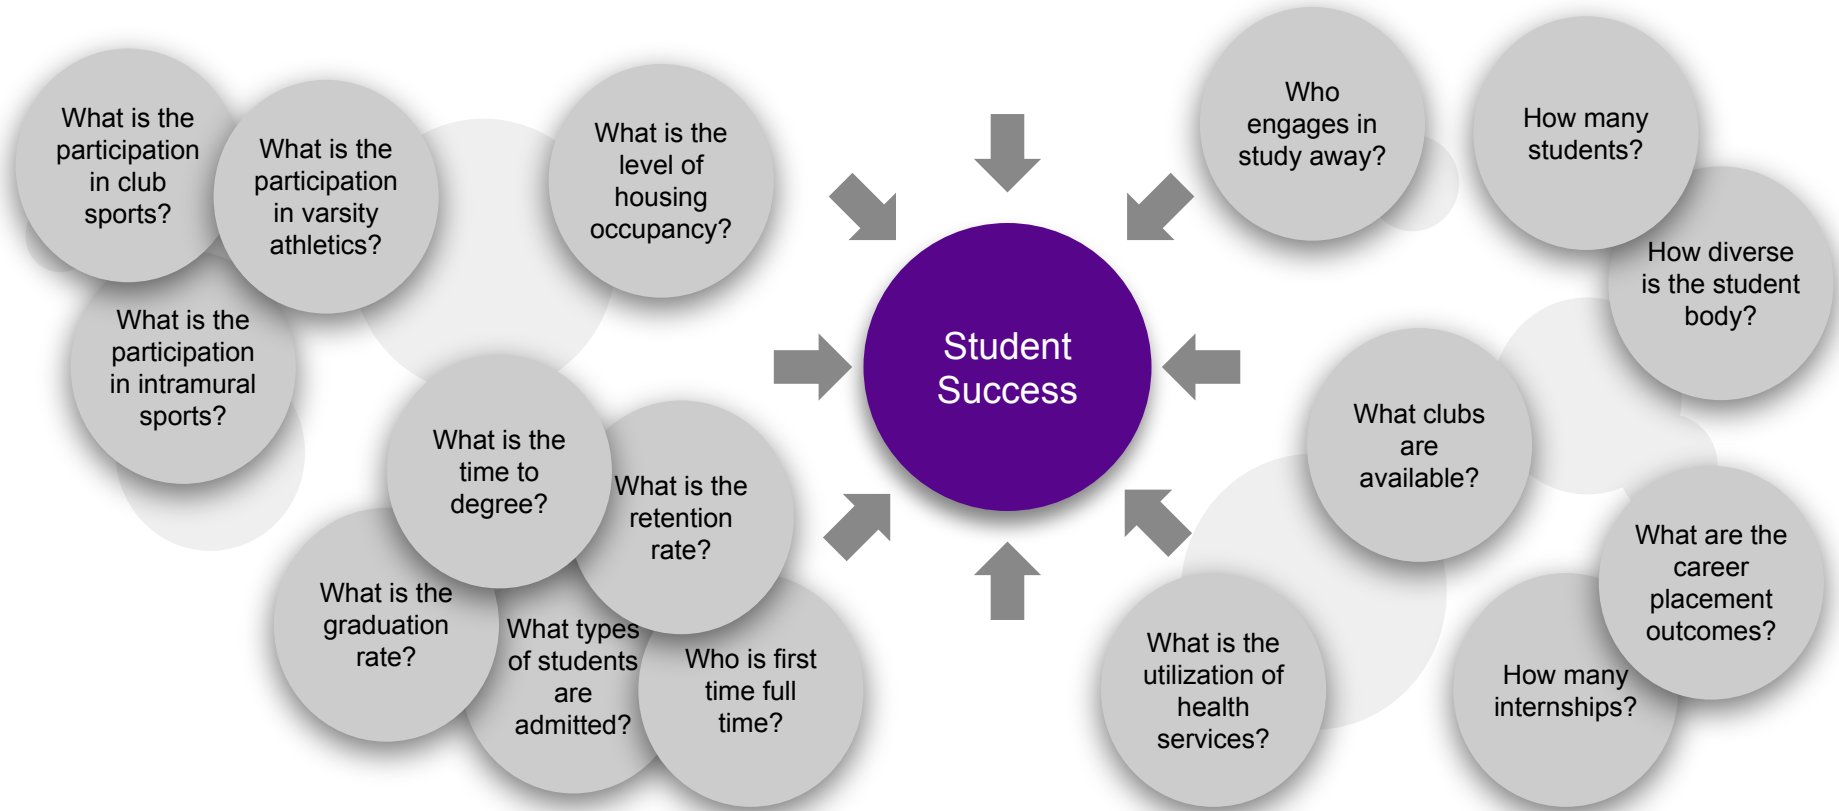 What is the
participation
in club
sports?
What is the
participation
in varsity
athletics?
What is the
level of
housing
occupancy?
What is the
participation
in intramural
sports?
What is the
time to
degree?
What is the
retention
rate?
What is the
graduation
rate?
What types
of students
are
admitted?
Who is first
time full
time?
Student
Success
Who
engages in
study away?
How many
students?
How diverse
is the student
body?
What clubs
are
available?
What are the
career
placement
outcomes?
What is the
utilization of
health
services?
How many
internships?